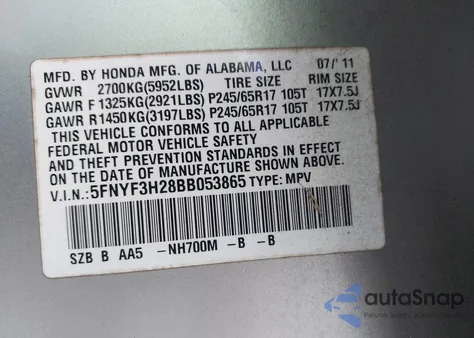 MFD. BY HONDA MFG. OF ALABAMA, LLC 07/'11
GVWR 2700KG(5952LBS) TIRE SIZE RIM SIZE
GAWR F 1325KG(2921LBS) P245/65R17 105T 17X7.5J
GAWR R1450KG(3197LBS) P245/65R17 105T 17X7.5J
THIS VEHICLE CONFORMS TO ALL APPLICABLE
FEDERAL MOTOR VEHICLE SAFETY
AND THEFT PREVENTION STANDARDS IN EFFECT
ON THE DATE OF MANUFACTURE SHOWN ABOVE.
V.I.N.: 5FNYF3H28BB053865 TYPE: MPV
SZB B AA5 -NH700M -B -B
autoSnap